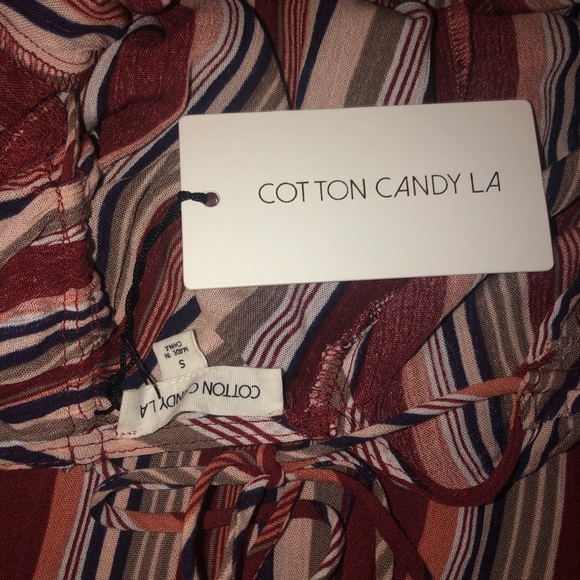 COTTON CANDY LA
COTTON
CANDY LA
S
MADE IN
CHINA